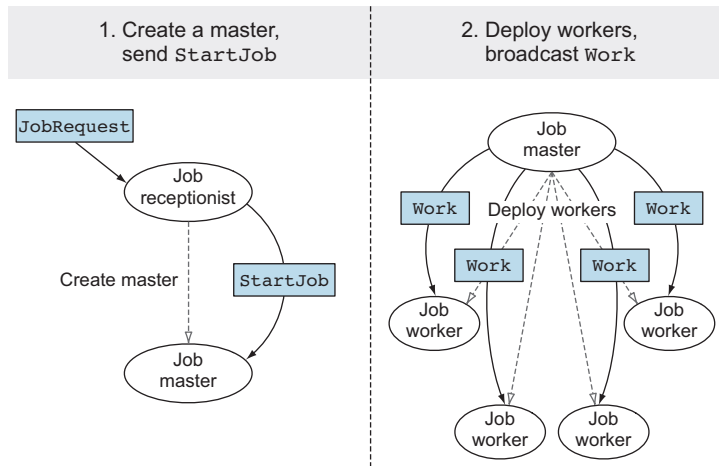 1. Create a master,
send StartJob
2. Deploy workers,
broadcast Work
JobRequest
Job
receptionist
Create master
StartJob
Job
master
Job
master
Work
Deploy workers
Work
Work
Work
Job
worker
Job
worker
Job
worker
Job
worker